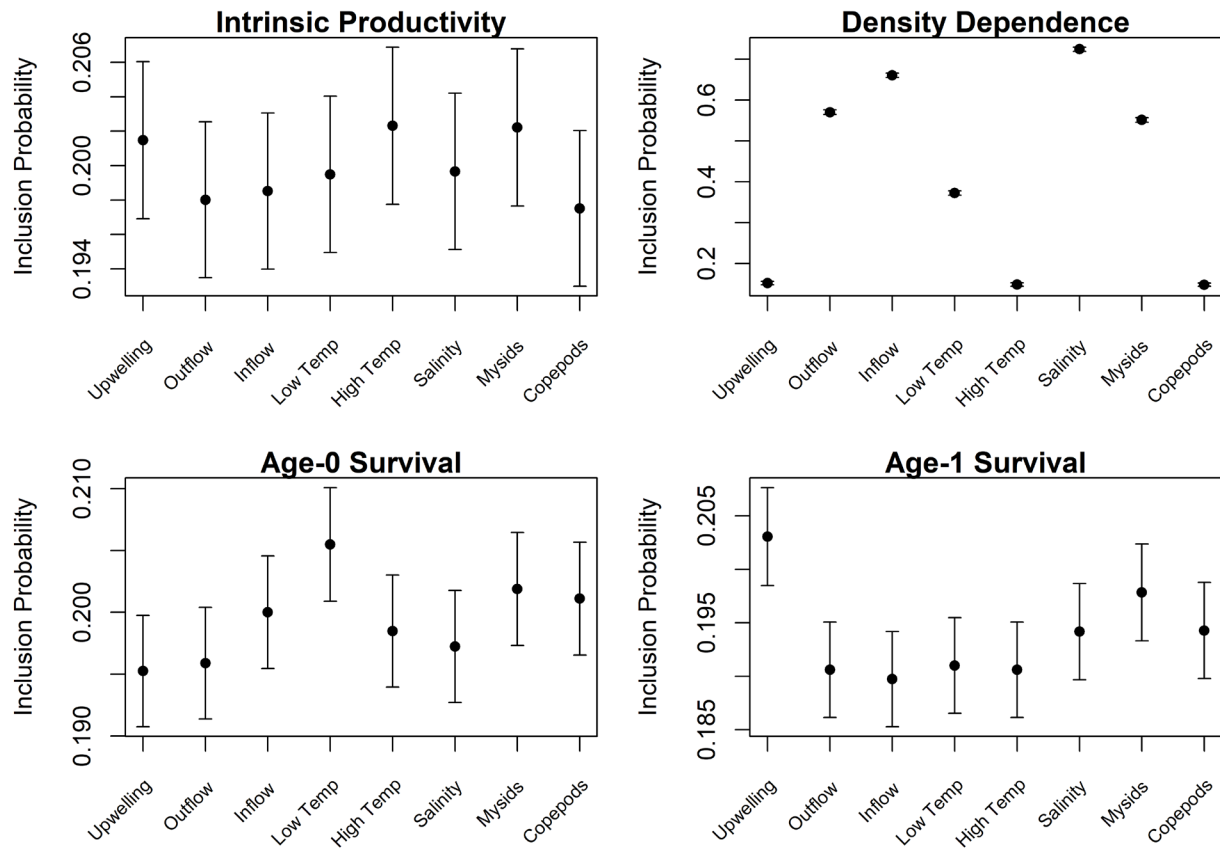 Intrinsic Productivity
Inclusion Probability
0.206
0.200
0.194
Upwelling
Outflow
Inflow
Low Temp
High Temp
Salinity
Mysids
Copepods
Density Dependence
Inclusion Probability
0.6
0.4
0.2
Upwelling
Outflow
Inflow
Low Temp
High Temp
Salinity
Mysids
Copepods
Age-0 Survival
Inclusion Probability
0.210
0.200
0.190
Upwelling
Outflow
Inflow
Low Temp
High Temp
Salinity
Mysids
Copepods
Age-1 Survival
Inclusion Probability
0.205
0.195
0.185
Upwelling
Outflow
Inflow
Low Temp
High Temp
Salinity
Mysids
Copepods